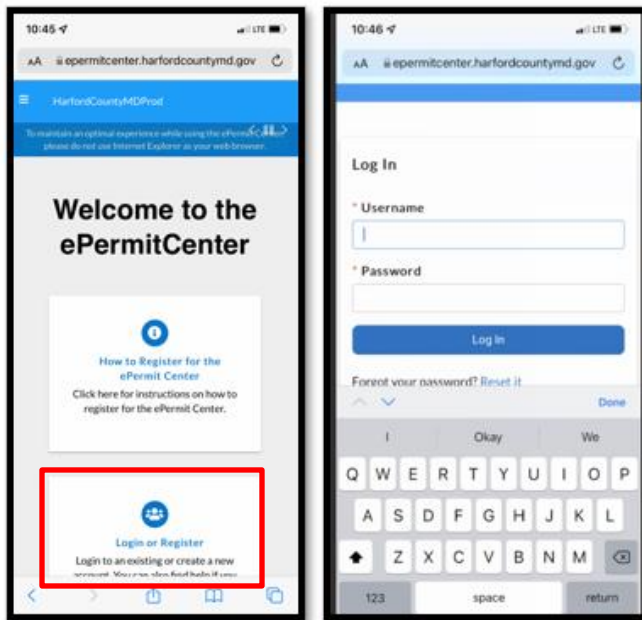 10:45
LTE
AA epermitcenter.harfordcountymd.gov
HarfordCountyMDProd
To maintain an optimal experience while using the ePermitCenter,
please do not use Internet Explorer as your web browser.
Welcome to the
ePermitCenter
How to Register for the
ePermit Center
Click here for instructions on how to
register for the ePermit Center.
Login or Register
Login to an existing or create a new
account. You can also find help if you
10:46
LTE
AA epermitcenter.harfordcountymd.gov
Log In
* Username
* Password
Log In
Forgot your password? Reset it
Done
I Okay We
Q W E R T Y U I O P
A S D F G H J K L
Z X C V B N M
123 space return